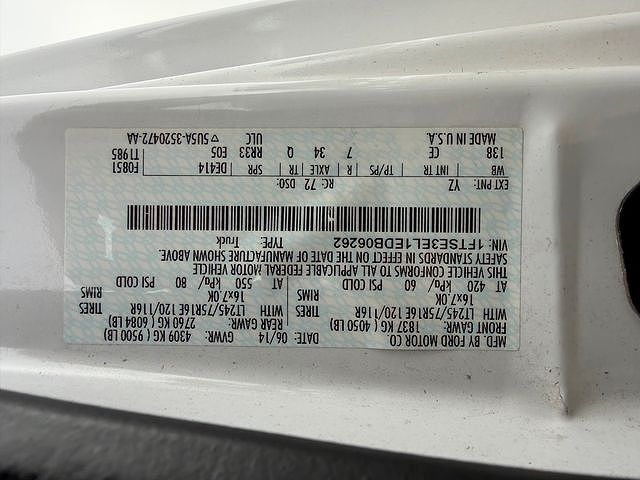 MFD. BY FORD MOTOR CO.
DATE: 06/14 GVWR: 4309 KG ( 9500 LB)
FRONT GAWR: 1837 KG ( 4050 LB) REAR GAWR: 2760 KG ( 6084 LB)
WITH LT245/75R16E 120/116R TIRES WITH LT245/75R16E 120/116R TIRES
16x7.0K RIMS 16x7.0K RIMS
AT 420 kPa/ 60 PSI COLD AT 550 kPa/ 80 PSI COLD
THIS VEHICLE CONFORMS TO ALL APPLICABLE FEDERAL MOTOR VEHICLE
SAFETY STANDARDS IN EFFECT ON THE DATE OF MANUFACTURE SHOWN ABOVE.
VIN: 1FTSE3EL1EDB06262 TYPE: Truck
EXT PNT: YZ RC: 72 DSO: F0851
WB INT TR TP/PS R AXLE TR SPR DE414 T1985
138 CE 7 34 Q RR33 E05
MADE IN U.S.A. ULC 5U5A-3520472-AA